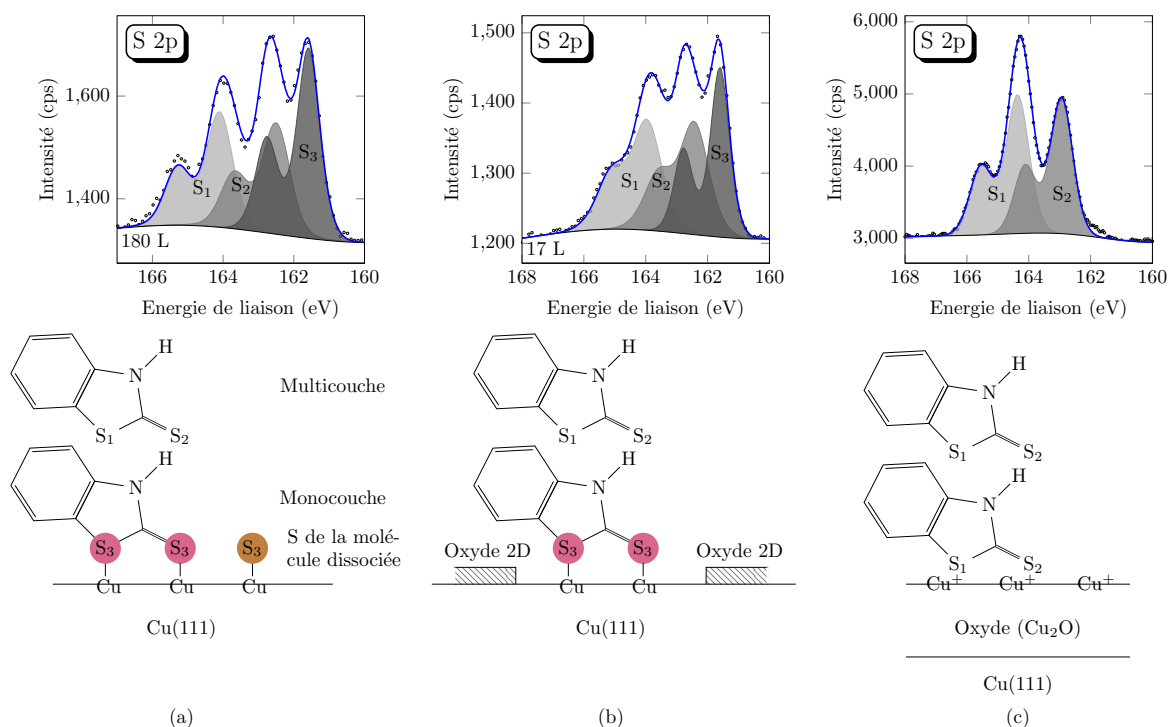 S 2p
1,600
1,400
Intensité (cps)
S₁
S₂
S₃
180 L
166 164 162 160
Energie de liaison (eV)
S 2p
1,500
1,400
1,300
1,200
Intensité (cps)
S₁
S₂
S₃
17 L
168 166 164 162 160
Energie de liaison (eV)
S 2p
6,000
5,000
4,000
3,000
Intensité (cps)
S₁
S₂
168 166 164 162 160
Energie de liaison (eV)
H
N
S₁ S₂
Multicouche
H
N
Monocouche
S₃ S₃ S₃
S de la molé-
cule dissociée
Cu Cu Cu
Cu(111)
(a)
H
N
S₁ S₂
H
N
S₃ S₃
Oxyde 2D Oxyde 2D
Cu Cu
Cu(111)
(b)
H
N
S₁ S₂
H
N
S₁ S₂
Cu⁺ Cu⁺ Cu⁺
Oxyde (Cu₂O)
Cu(111)
(c)